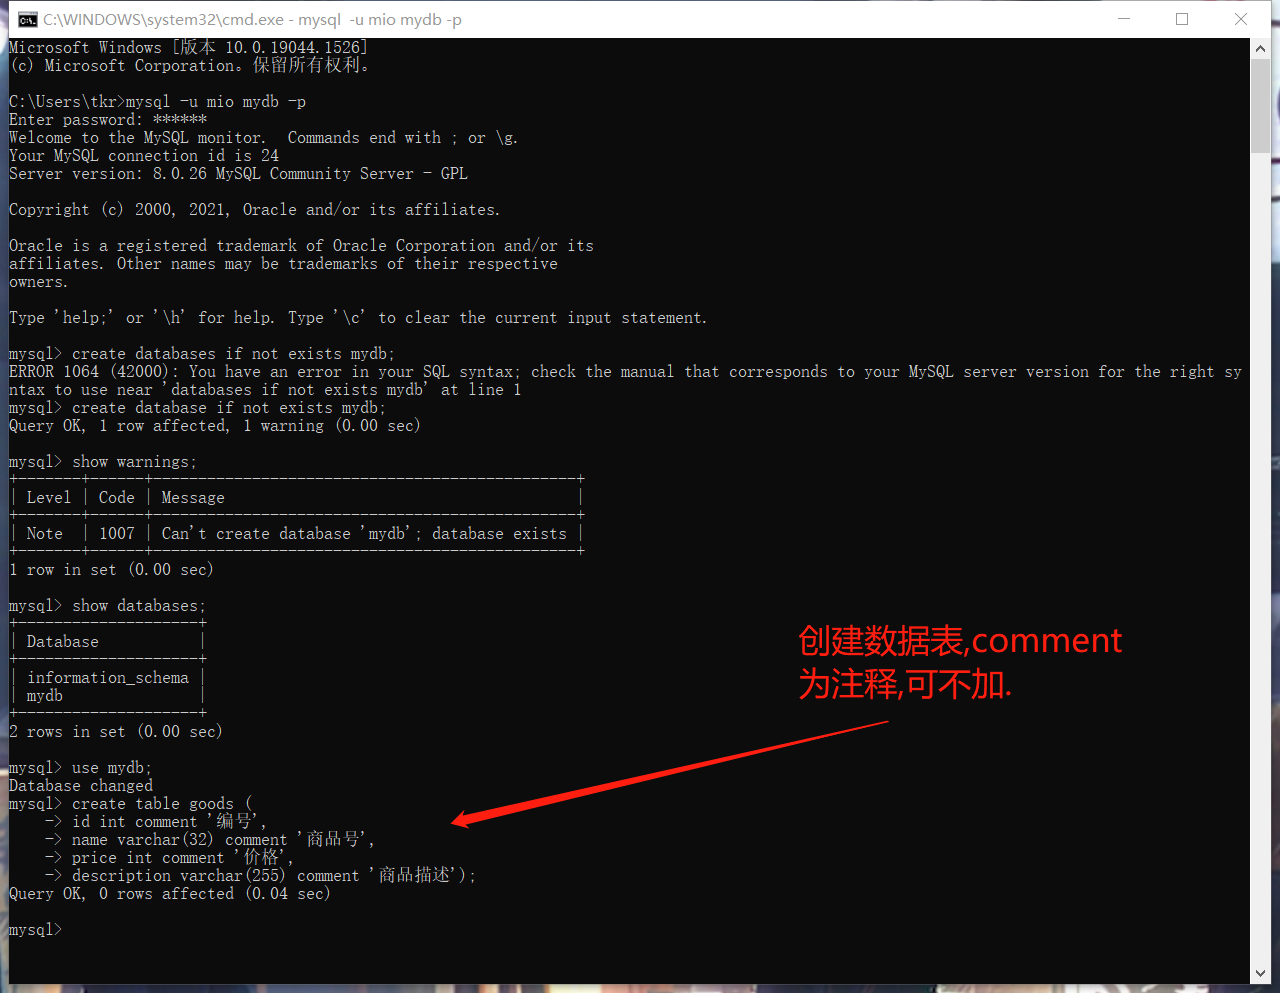 C:\WINDOWS\system32\cmd.exe - mysql  -u mio mydb -p
Microsoft Windows [版本 10.0.19044.1526]
(c) Microsoft Corporation。保留所有权利。
C:\Users\tkr>mysql -u mio mydb -p
Enter password: ******
Welcome to the MySQL monitor.  Commands end with ; or \g.
Your MySQL connection id is 24
Server version: 8.0.26 MySQL Community Server - GPL
Copyright (c) 2000, 2021, Oracle and/or its affiliates.
Oracle is a registered trademark of Oracle Corporation and/or its
affiliates. Other names may be trademarks of their respective
owners.
Type 'help;' or '\h' for help. Type '\c' to clear the current input statement.
mysql> create databases if not exists mydb;
ERROR 1064 (42000): You have an error in your SQL syntax; check the manual that corresponds to your MySQL server version for the right sy
ntax to use near 'databases if not exists mydb' at line 1
mysql> create database if not exists mydb;
Query OK, 1 row affected, 1 warning (0.00 sec)
mysql> show warnings;
+-------+------+-----------------------------------------------+
| Level | Code | Message                                       |
+-------+------+-----------------------------------------------+
| Note  | 1007 | Can't create database 'mydb'; database exists |
+-------+------+-----------------------------------------------+
1 row in set (0.00 sec)
mysql> show databases;
+--------------------+
| Database           |
+--------------------+
| information_schema |
| mydb               |
+--------------------+
2 rows in set (0.00 sec)
mysql> use mydb;
Database changed
mysql> create table goods (
    -> id int comment '编号',
    -> name varchar(32) comment '商品号',
    -> price int comment '价格',
    -> description varchar(255) comment '商品描述');
Query OK, 0 rows affected (0.04 sec)
mysql>
创建数据表,comment
为注释,可不加.